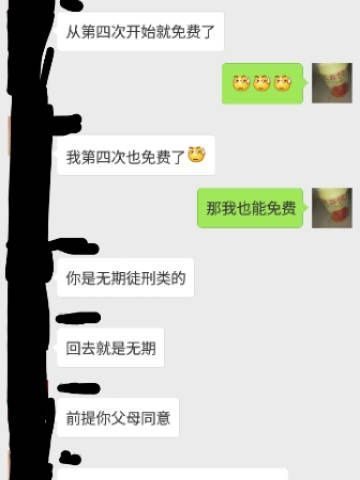 从第四次开始就免费了
我第四次也免费了
那我也能免费
你是无期徒刑类的
回去就是无期
前提你父母同意